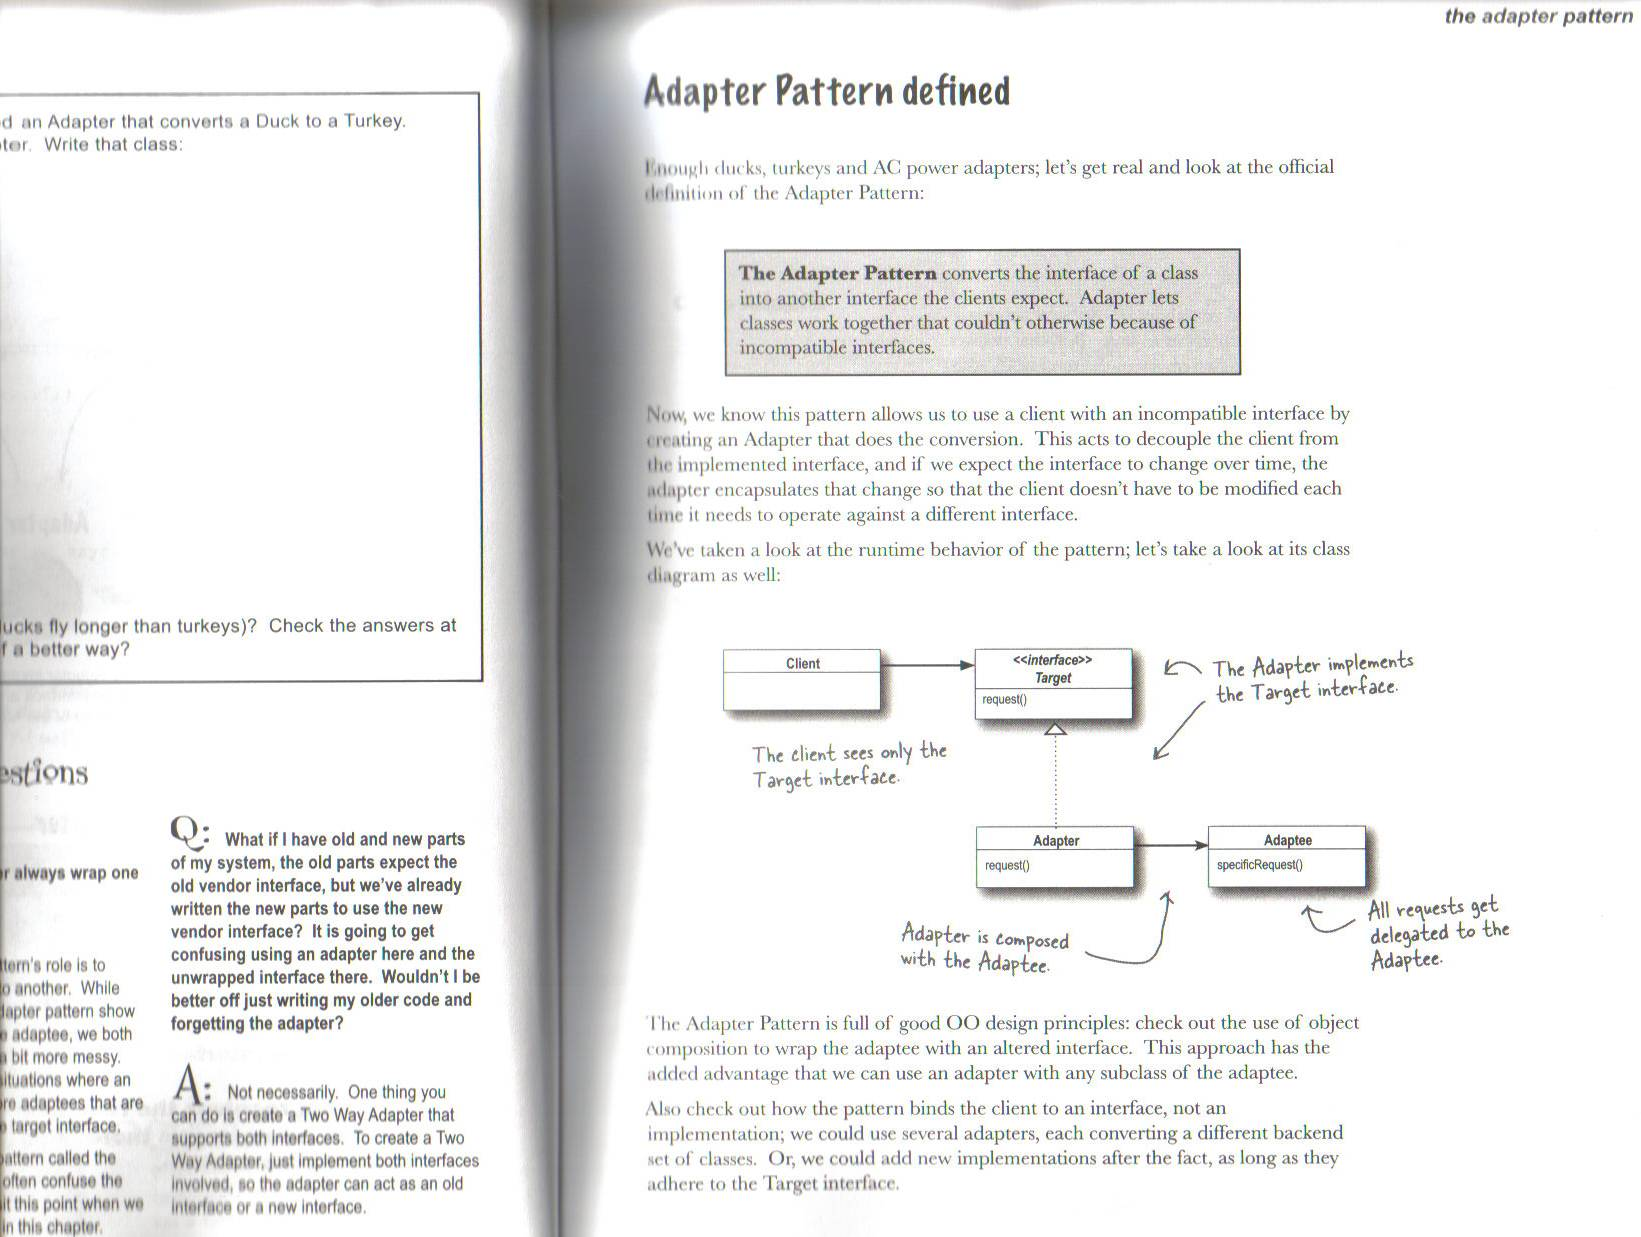 d an Adapter that converts a Duck to a Turkey.
Write that class:
ucks fly longer than turkeys)? Check the answers at
f a better way?
estions
r always wrap one
tern's role is to
o another. While
lapter pattern show
adaptee, we both
a bit more messy.
ituations where an
re adaptees that are
target interface.
attern called the
often confuse the
it this point when we
in this chapter.
Q: What if I have old and new parts
of my system, the old parts expect the
old vendor interface, but we've already
written the new parts to use the new
vendor interface? It is going to get
confusing using an adapter here and the
unwrapped interface there. Wouldn't I be
better off just writing my older code and
forgetting the adapter?
A: Not necessarily. One thing you
can do is create a Two Way Adapter that
supports both interfaces. To create a Two
Way Adapter, just implement both interfaces
involved, so the adapter can act as an old
interface or a new interface.
the adapter pattern
Adapter Pattern defined
Enough ducks, turkeys and AC power adapters; let's get real and look at the official
definition of the Adapter Pattern:
The Adapter Pattern converts the interface of a class
into another interface the clients expect. Adapter lets
classes work together that couldn't otherwise because of
incompatible interfaces.
Now, we know this pattern allows us to use a client with an incompatible interface by
creating an Adapter that does the conversion. This acts to decouple the client from
the implemented interface, and if we expect the interface to change over time, the
adapter encapsulates that change so that the client doesn't have to be modified each
time it needs to operate against a different interface.
We've taken a look at the runtime behavior of the pattern; let's take a look at its class
diagram as well:
Client
<<interface>>
Target
request()
The Adapter implements
the Target interface.
The client sees only the
Target interface.
Adapter
request()
Adaptee
specificRequest()
Adapter is composed
with the Adaptee.
All requests get
delegated to the
Adaptee.
The Adapter Pattern is full of good OO design principles: check out the use of object
composition to wrap the adaptee with an altered interface. This approach has the
added advantage that we can use an adapter with any subclass of the adaptee.
Also check out how the pattern binds the client to an interface, not an
implementation; we could use several adapters, each converting a different backend
set of classes. Or, we could add new implementations after the fact, as long as they
adhere to the Target interface.